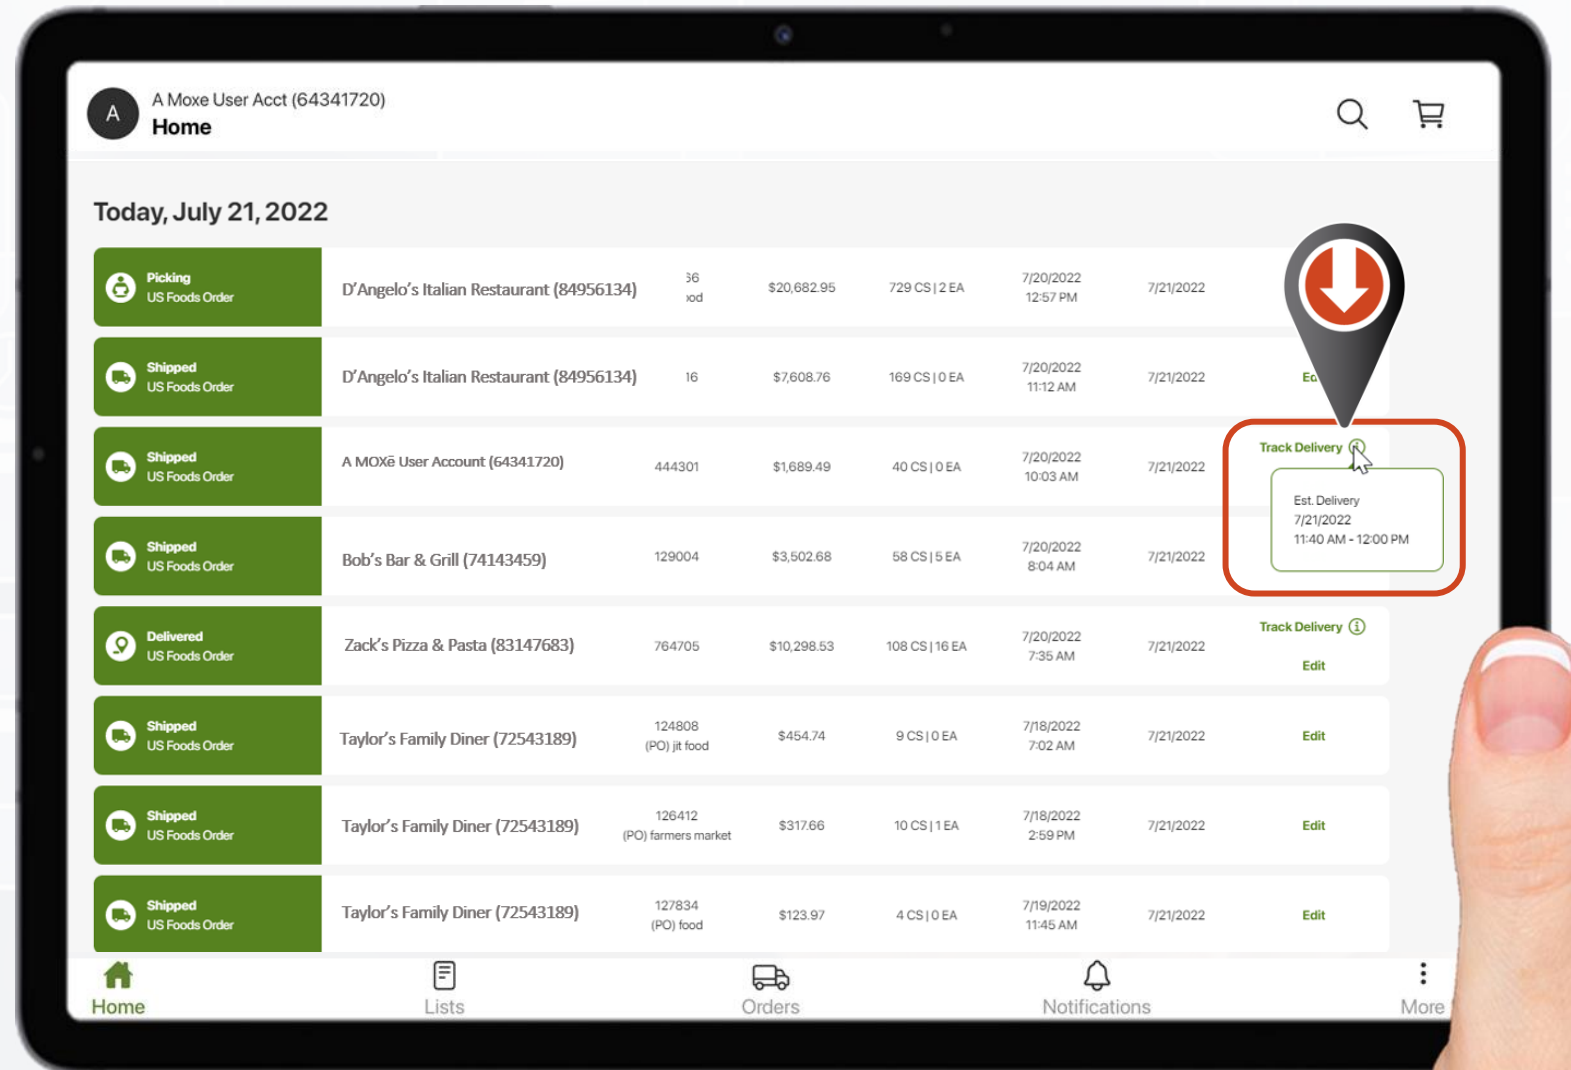 A
A Moxe User Acct (64341720)
Home
Today, July 21, 2022
Picking
US Foods Order
D'Angelo's Italian Restaurant (84956134)
$20,682.95
729 CS | 2 EA
7/20/2022
12:57 PM
7/21/2022
Shipped
US Foods Order
D'Angelo's Italian Restaurant (84956134)
16
$7,608.76
169 CS | 0 EA
7/20/2022
11:12 AM
7/21/2022
Shipped
US Foods Order
A MOXē User Account (64341720)
444301
$1,689.49
40 CS | 0 EA
7/20/2022
10:03 AM
7/21/2022
Track Delivery
Est. Delivery
7/21/2022
11:40 AM - 12:00 PM
Shipped
US Foods Order
Bob's Bar & Grill (74143459)
129004
$3,502.68
58 CS | 5 EA
7/20/2022
8:04 AM
7/21/2022
Delivered
US Foods Order
Zack's Pizza & Pasta (83147683)
764705
$10,298.53
108 CS | 16 EA
7/20/2022
7:35 AM
7/21/2022
Track Delivery
Edit
Shipped
US Foods Order
Taylor's Family Diner (72543189)
124808
(PO) jit food
$454.74
9 CS | 0 EA
7/18/2022
7:02 AM
7/21/2022
Edit
Shipped
US Foods Order
Taylor's Family Diner (72543189)
126412
(PO) farmers market
$317.66
10 CS | 1 EA
7/18/2022
2:59 PM
7/21/2022
Edit
Shipped
US Foods Order
Taylor's Family Diner (72543189)
127834
(PO) food
$123.97
4 CS | 0 EA
7/19/2022
11:45 AM
7/21/2022
Edit
Home
Lists
Orders
Notifications
More